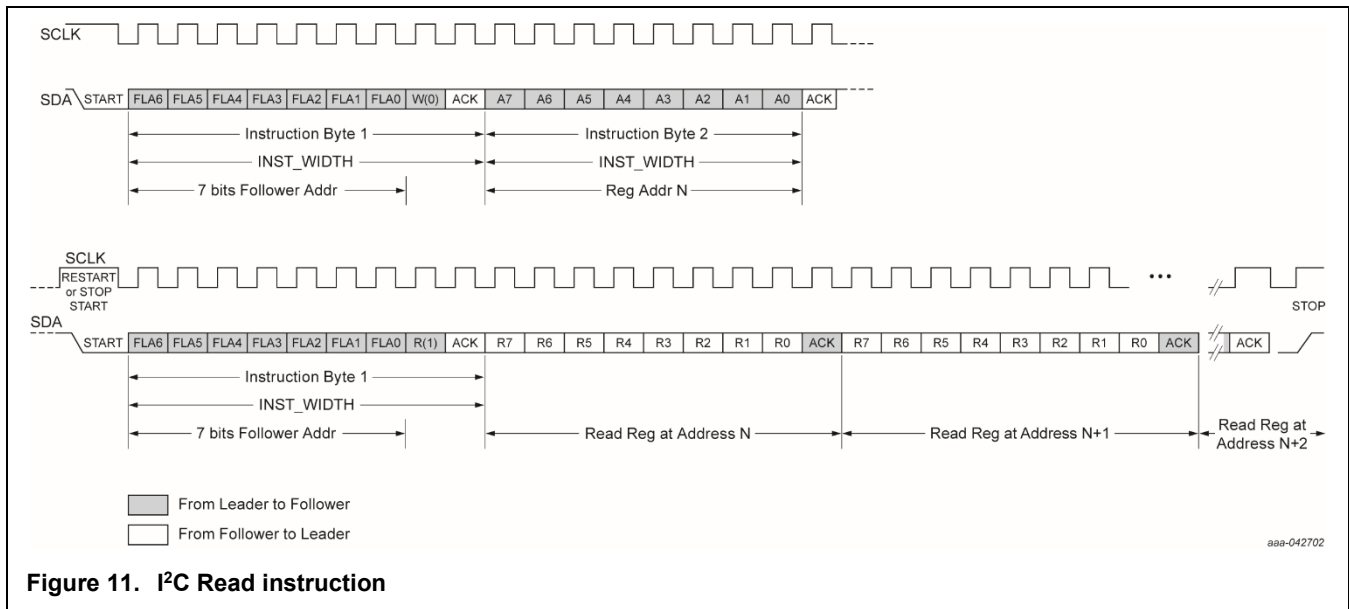 SCLK
SDA START FLA6 FLA5 FLA4 FLA3 FLA2 FLA1 FLA0 W(0) ACK A7 A6 A5 A4 A3 A2 A1 A0 ACK
Instruction Byte 1 Instruction Byte 2
INST_WIDTH INST_WIDTH
7 bits Follower Addr Reg Addr N
SCLK
RESTART
or STOP
START
...
STOP
SDA
START FLA6 FLA5 FLA4 FLA3 FLA2 FLA1 FLA0 R(1) ACK R7 R6 R5 R4 R3 R2 R1 R0 ACK R7 R6 R5 R4 R3 R2 R1 R0 ACK ACK
Instruction Byte 1
INST_WIDTH
7 bits Follower Addr Read Reg at Address N Read Reg at Address N+1 Read Reg at
Address N+2
From Leader to Follower
From Follower to Leader
aaa-042702
Figure 11. I²C Read instruction